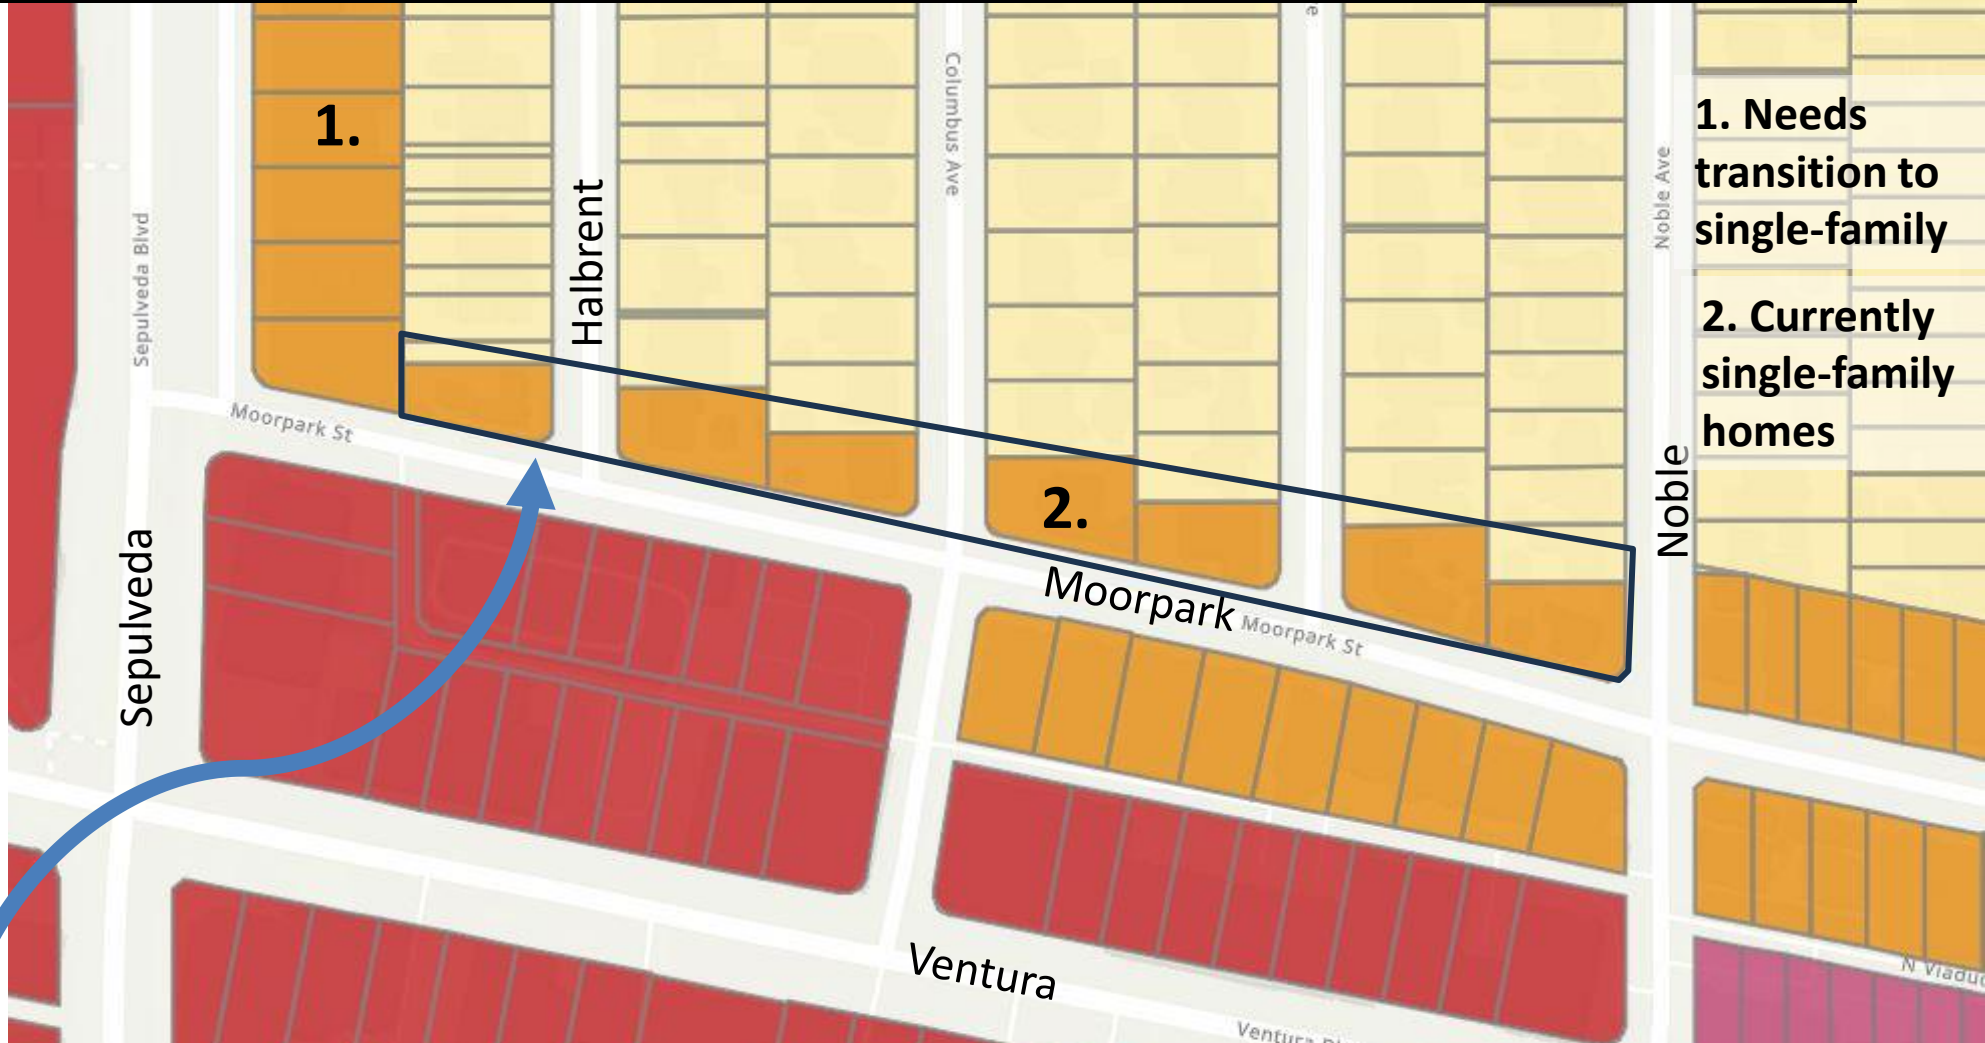 1.
Halbrent
Columbus Ave
e
Noble Ave
1. Needs
transition to
single-family
2. Currently
single-family
homes
Sepulveda Blvd
Moorpark St
Sepulveda
2.
Noble
Moorpark
Moorpark St
Ventura
N Viaduc
Ventura